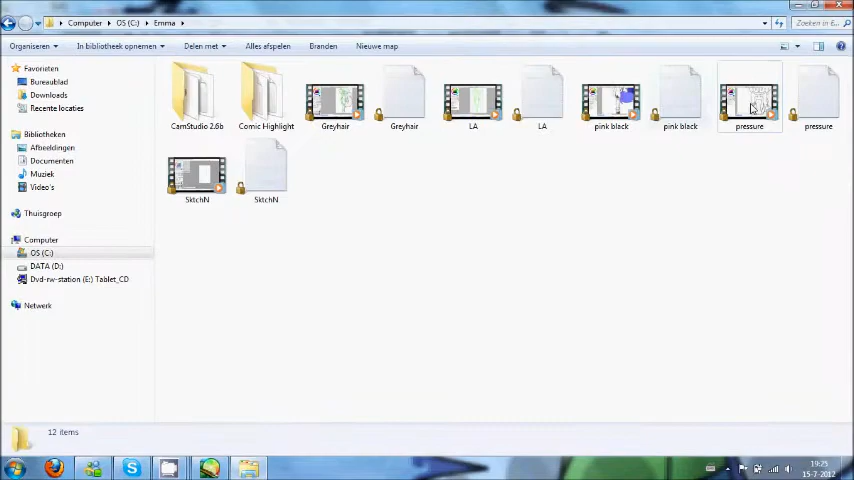 Computer ▸ OS (C:) ▸ Emma ▸
Zoeken in Emma
Organiseren
In bibliotheek opnemen
Delen met
Alles afspelen
Branden
Nieuwe map
Favorieten
Bureaublad
Downloads
Recente locaties
Bibliotheken
Afbeeldingen
Documenten
Muziek
Video's
Thuisgroep
Computer
OS (C:)
DATA (D:)
Dvd-rw-station (E:) Tablet_CD
Netwerk
CamStudio 2.6b
Comic Highlight
Greyhair
Greyhair
LA
LA
pink black
pink black
pressure
pressure
SktchN
SktchN
12 items
19:25
15-7-2012